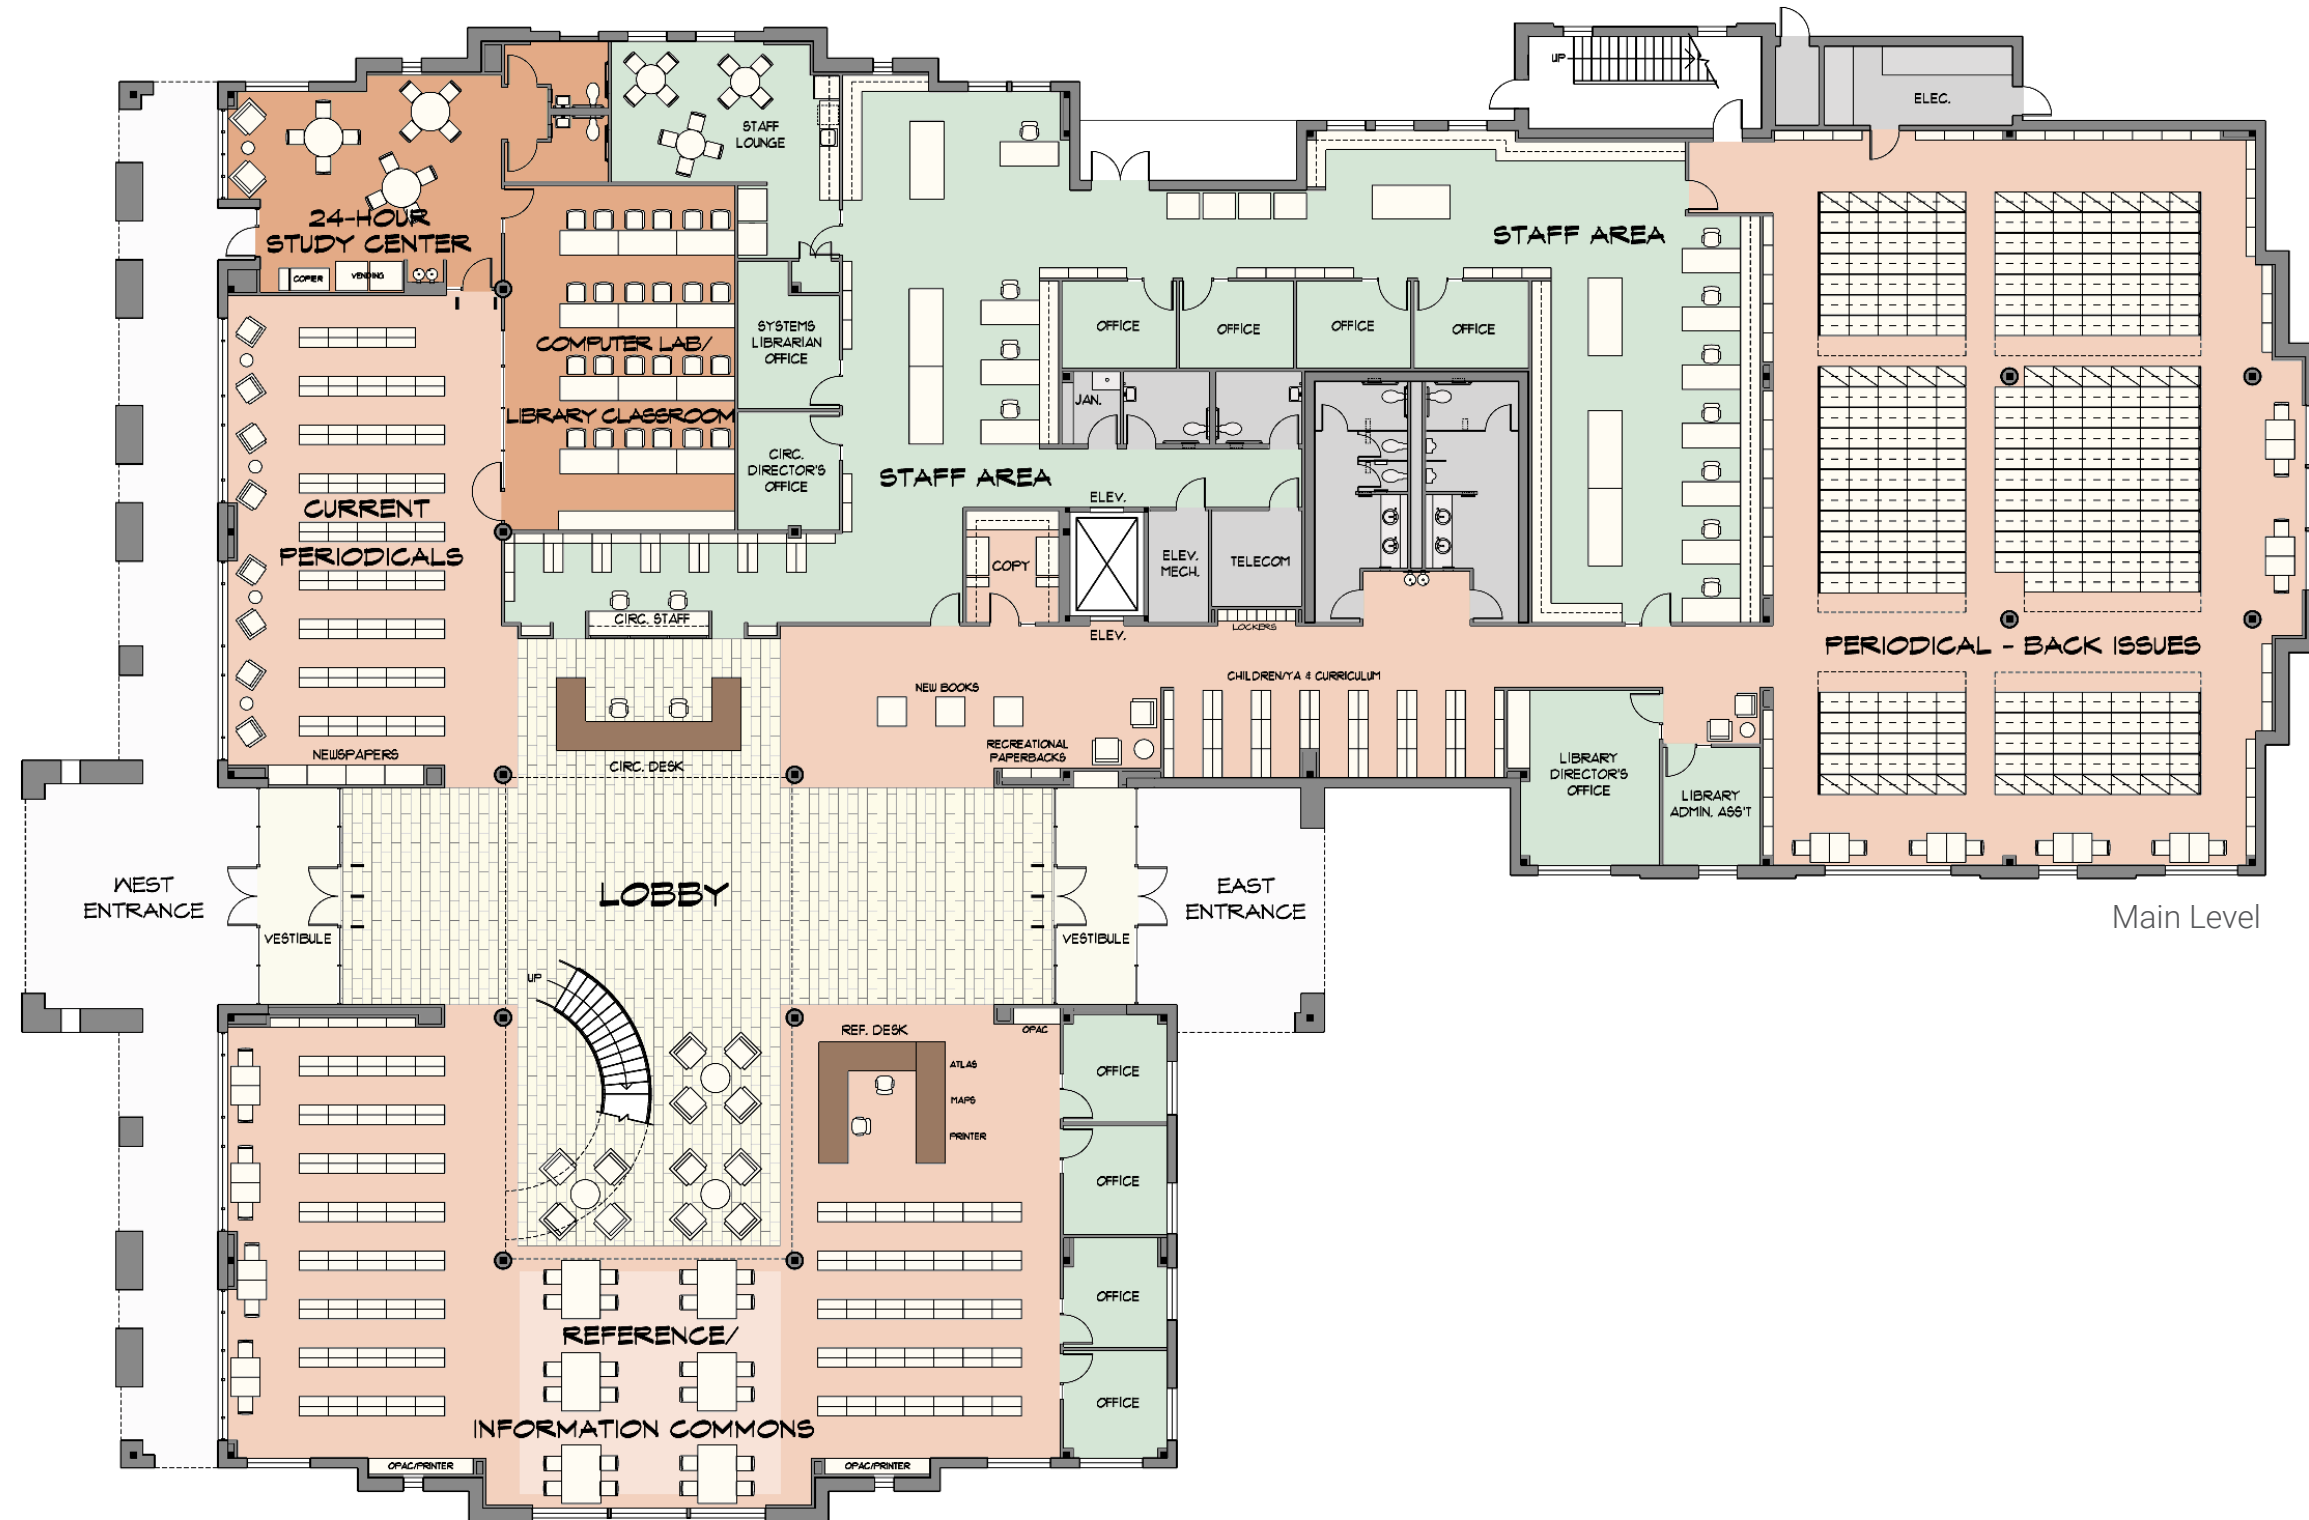 UP
ELEC.
STAFF
LOUNGE
24-HOUR
STUDY CENTER
COPIER
VENDING
STAFF AREA
SYSTEMS
LIBRARIAN
OFFICE
OFFICE
OFFICE
OFFICE
OFFICE
COMPUTER LAB/
LIBRARY CLASSROOM
JAN.
CIRC.
DIRECTOR'S
OFFICE
STAFF AREA
CURRENT
PERIODICALS
ELEV.
COPY
ELEV.
MECH.
TELECOM
CIRC. STAFF
LOCKERS
ELEV.
PERIODICAL - BACK ISSUES
CHILDREN/YA & CURRICULUM
NEW BOOKS
RECREATIONAL
PAPERBACKS
NEWSPAPERS
CIRC. DESK
LIBRARY
DIRECTOR'S
OFFICE
LIBRARY
ADMIN. ASS'T
WEST
ENTRANCE
LOBBY
EAST
ENTRANCE
VESTIBULE
VESTIBULE
Main Level
UP
REF. DESK
OPAC
ATLAS
MAPS
PRINTER
OFFICE
OFFICE
OFFICE
OFFICE
REFERENCE/
INFORMATION COMMONS
OPAC/PRINTER
OPAC/PRINTER